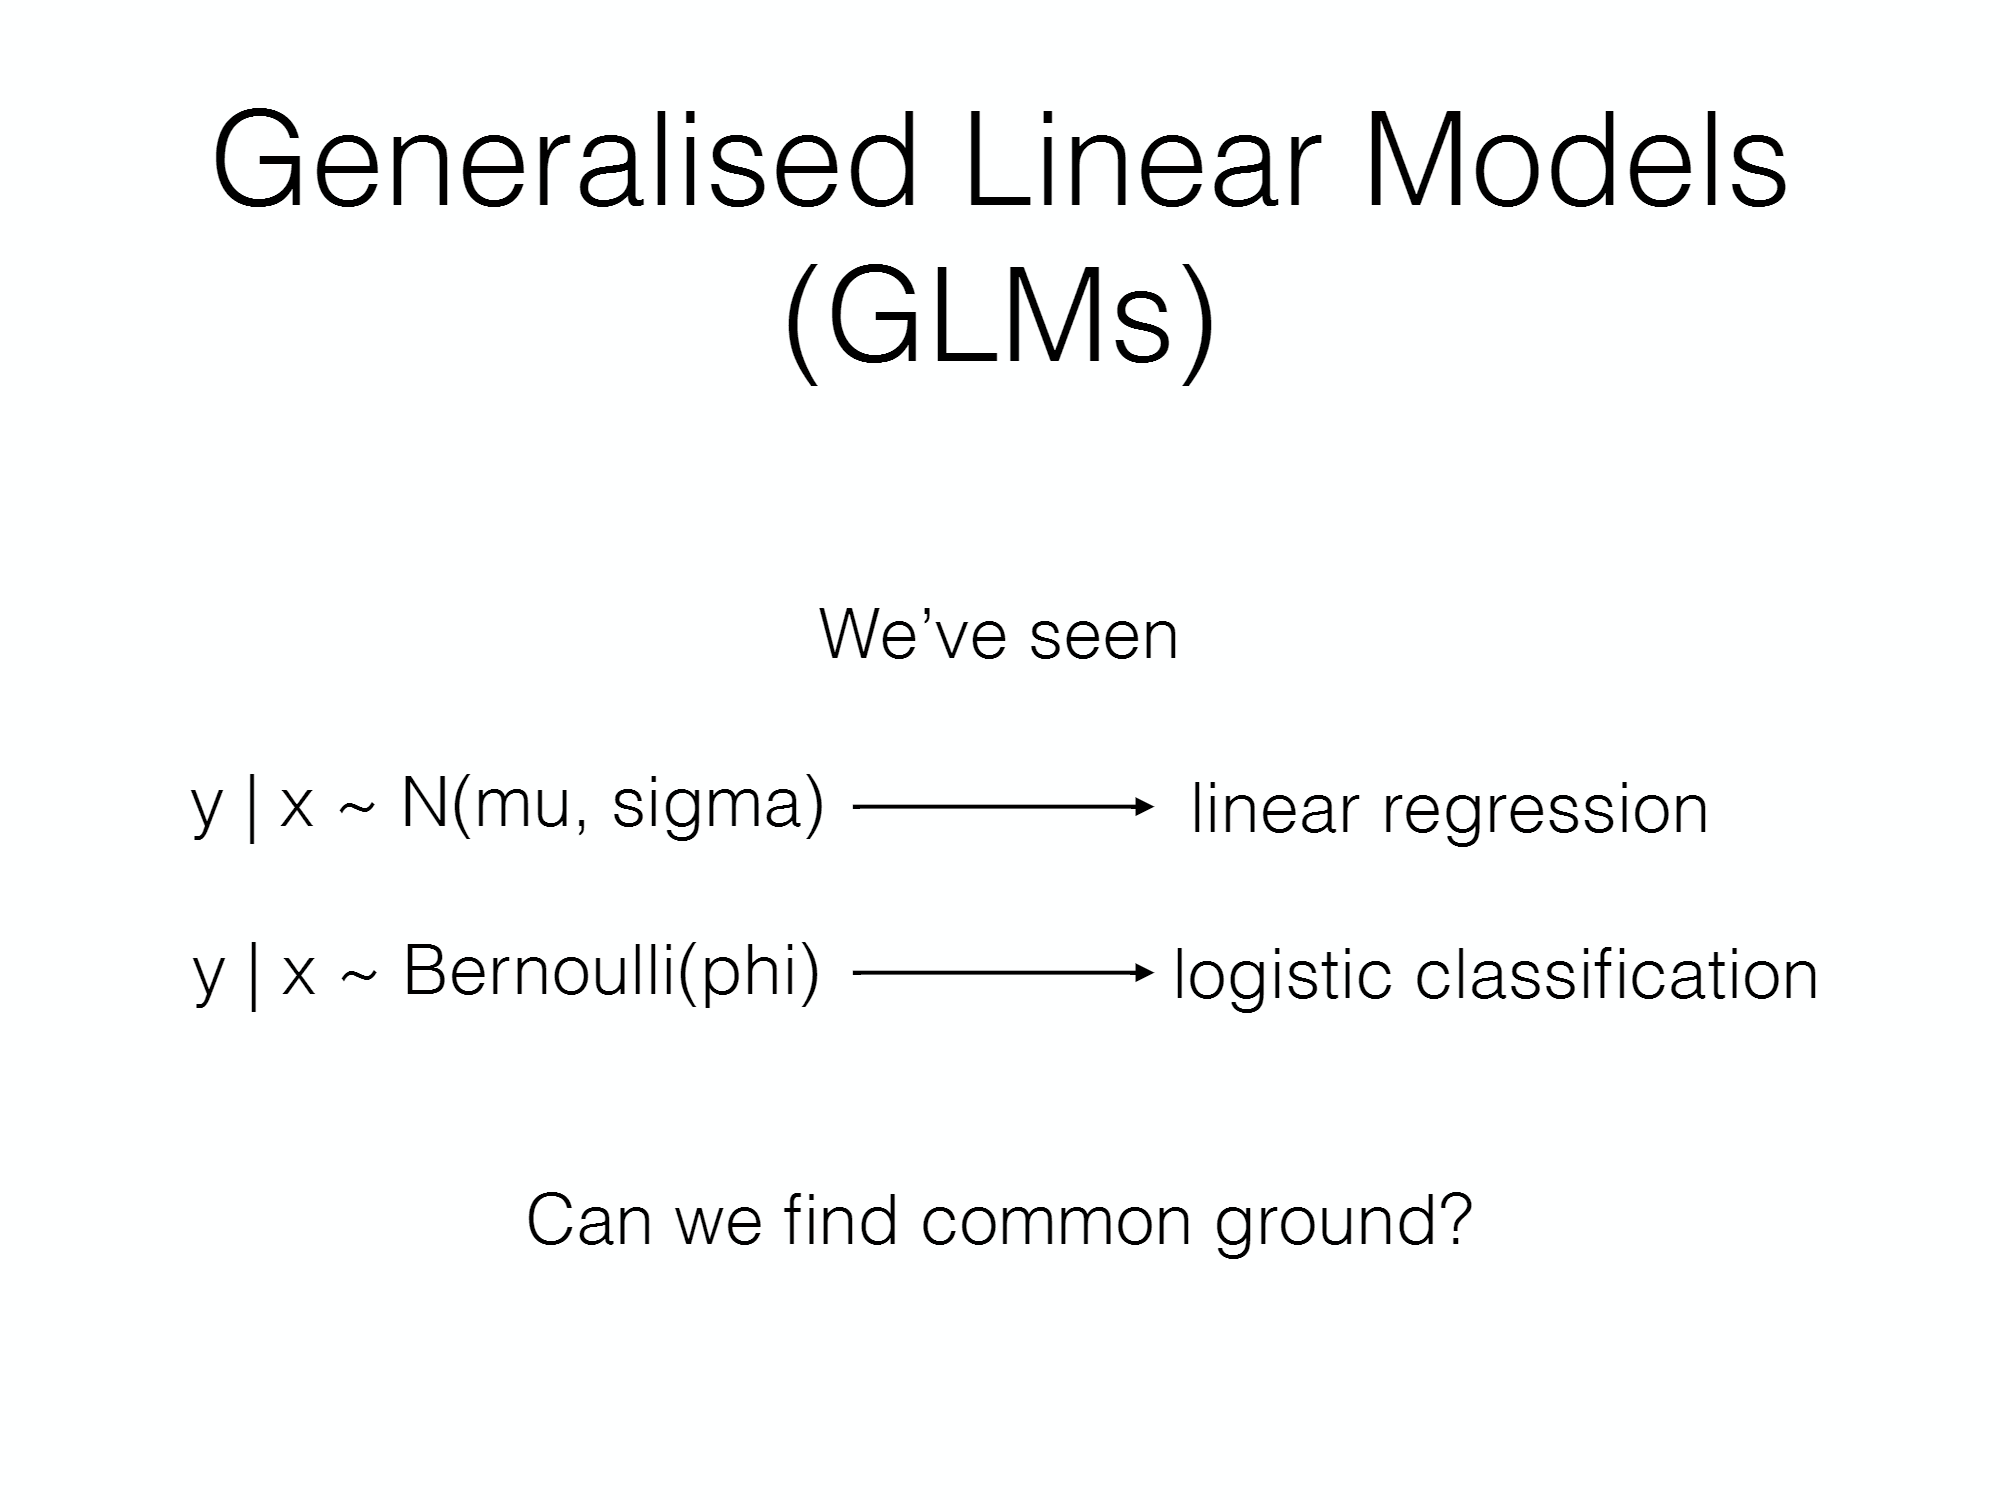 Generalised Linear Models
(GLMs)
We’ve seen
y | x ~ N(mu, sigma)
linear regression
y | x ~ Bernoulli(phi)
logistic classification
Can we find common ground?